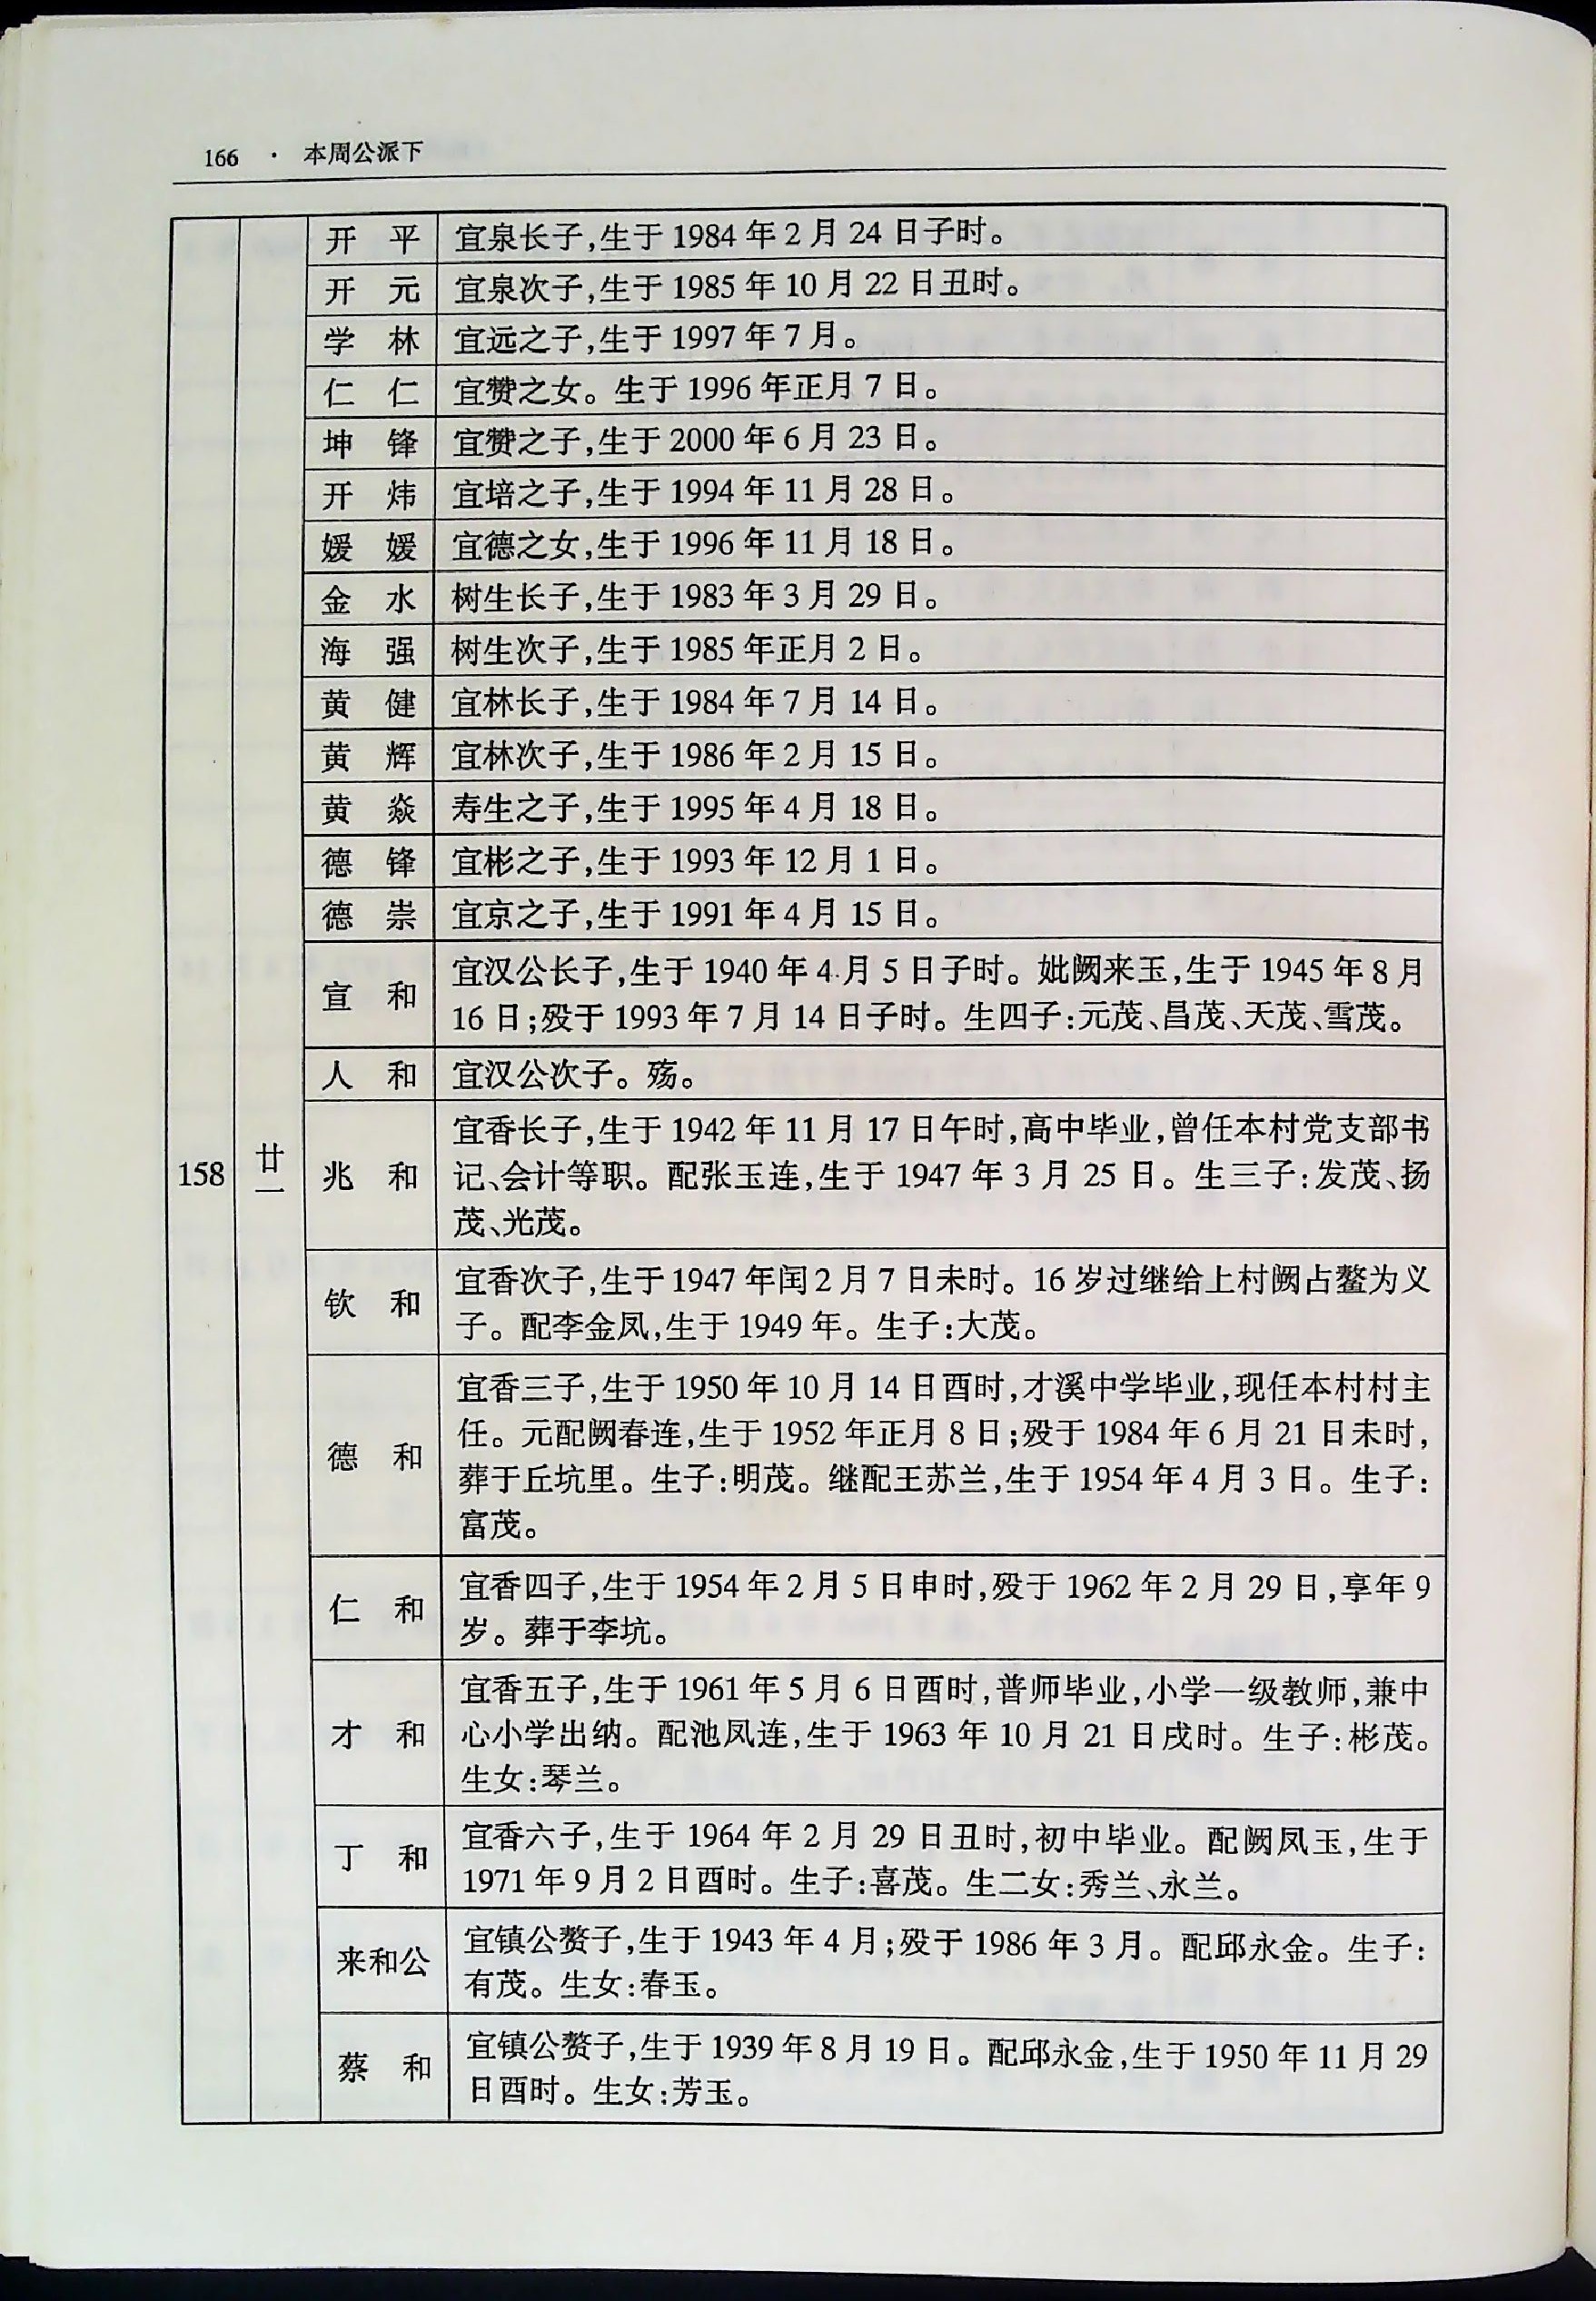 166 · 本周公派下
开 平 宜泉长子,生于 1984 年 2 月 24 日子时。
开 元 宜泉次子,生于 1985 年 10 月 22 日丑时。
学 林 宜远之子,生于 1997 年 7 月。
仁 仁 宜赞之女。生于 1996 年正月 7 日。
坤 锋 宜赞之子,生于 2000 年 6 月 23 日。
开 炜 宜培之子,生于 1994 年 11 月 28 日。
媛 媛 宜德之女,生于 1996 年 11 月 18 日。
金 水 树生长子,生于 1983 年 3 月 29 日。
海 强 树生次子,生于 1985 年正月 2 日。
黄 健 宜林长子,生于 1984 年 7 月 14 日。
黄 辉 宜林次子,生于 1986 年 2 月 15 日。
黄 焱 寿生之子,生于 1995 年 4 月 18 日。
德 锋 宜彬之子,生于 1993 年 12 月 1 日。
德 崇 宜京之子,生于 1991 年 4 月 15 日。
宣 和 宜汉公长子,生于 1940 年 4 月 5 日子时。妣阙来玉,生于 1945 年 8 月
16 日;殁于 1993 年 7 月 14 日子时。生四子:元茂、昌茂、天茂、雪茂。
人 和 宜汉公次子。殇。
158 廿一 兆 和 宜香长子,生于 1942 年 11 月 17 日午时,高中毕业,曾任本村党支部书
记、会计等职。配张玉连,生于 1947 年 3 月 25 日。生三子:发茂、扬
茂、光茂。
钦 和 宜香次子,生于 1947 年闰 2 月 7 日未时。16 岁过继给上村阙占鳌为义
子。配李金凤,生于 1949 年。生子:大茂。
德 和 宜香三子,生于 1950 年 10 月 14 日酉时,才溪中学毕业,现任本村村主
任。元配阙春连,生于 1952 年正月 8 日;殁于 1984 年 6 月 21 日未时,
葬于丘坑里。生子:明茂。继配王苏兰,生于 1954 年 4 月 3 日。生子:
富茂。
仁 和 宜香四子,生于 1954 年 2 月 5 日申时,殁于 1962 年 2 月 29 日,享年 9
岁。葬于李坑。
才 和 宜香五子,生于 1961 年 5 月 6 日酉时,普师毕业,小学一级教师,兼中
心小学出纳。配池凤连,生于 1963 年 10 月 21 日戌时。生子:彬茂。
生女:琴兰。
丁 和 宜香六子,生于 1964 年 2 月 29 日丑时,初中毕业。配阙凤玉,生于
1971 年 9 月 2 日酉时。生子:喜茂。生二女:秀兰、永兰。
来和公 宜镇公赘子,生于 1943 年 4 月;殁于 1986 年 3 月。配邱永金。生子:
有茂。生女:春玉。
蔡 和 宜镇公赘子,生于 1939 年 8 月 19 日。配邱永金,生于 1950 年 11 月 29
日酉时。生女:芳玉。